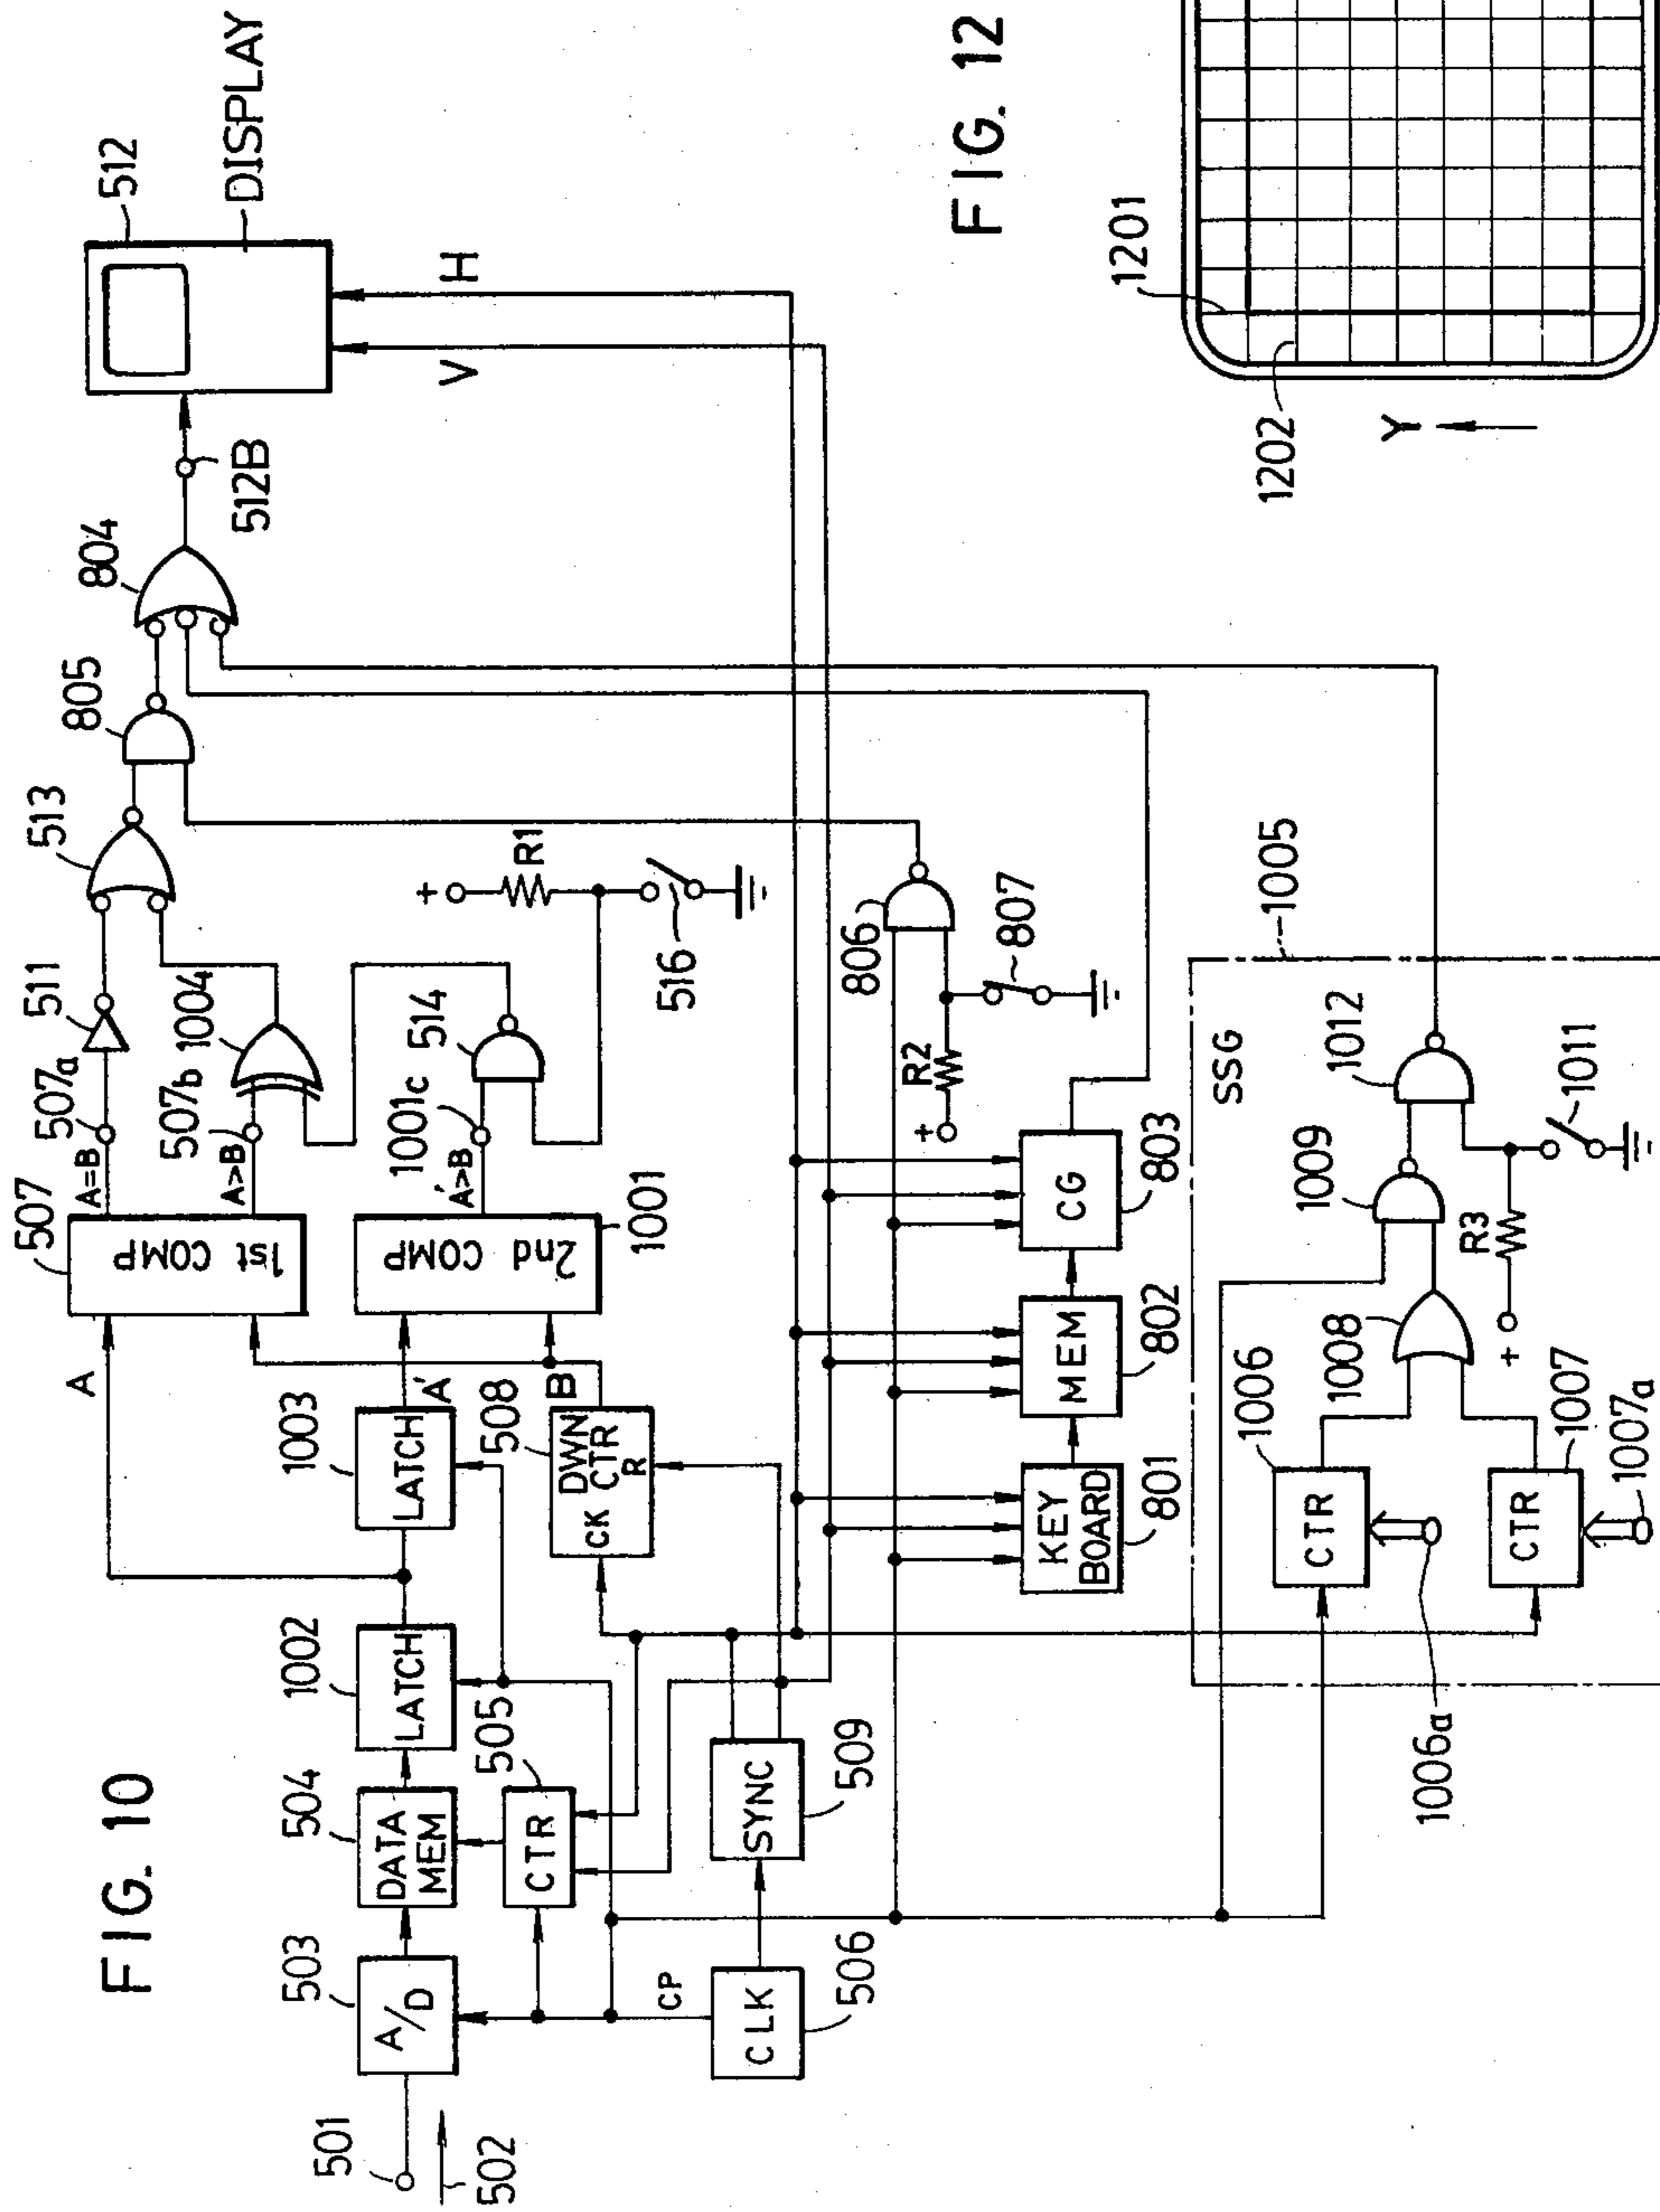 FIG. 10
501
502
503
A/D
504
DATA
MEM
505
CTR
CP
CLK
506
SYNC
509
1002
LATCH
1003
LATCH
A
A'
B
508
DWN
CTR
CK
R
507
1st COMP
A=B
A>B
507a
507b
511
1004
2nd COMP
1001
A'>B
1001c
514
513
805
804
512B
512
DISPLAY
V
H
+
R1
516
806
807
R2
+
KEY
BOARD
801
MEM
802
CG
803
SSG
1005
1006
CTR
1006a
1007
CTR
1007a
1008
1009
R3
+
1012
1011
FIG. 12
1201
1202
Y